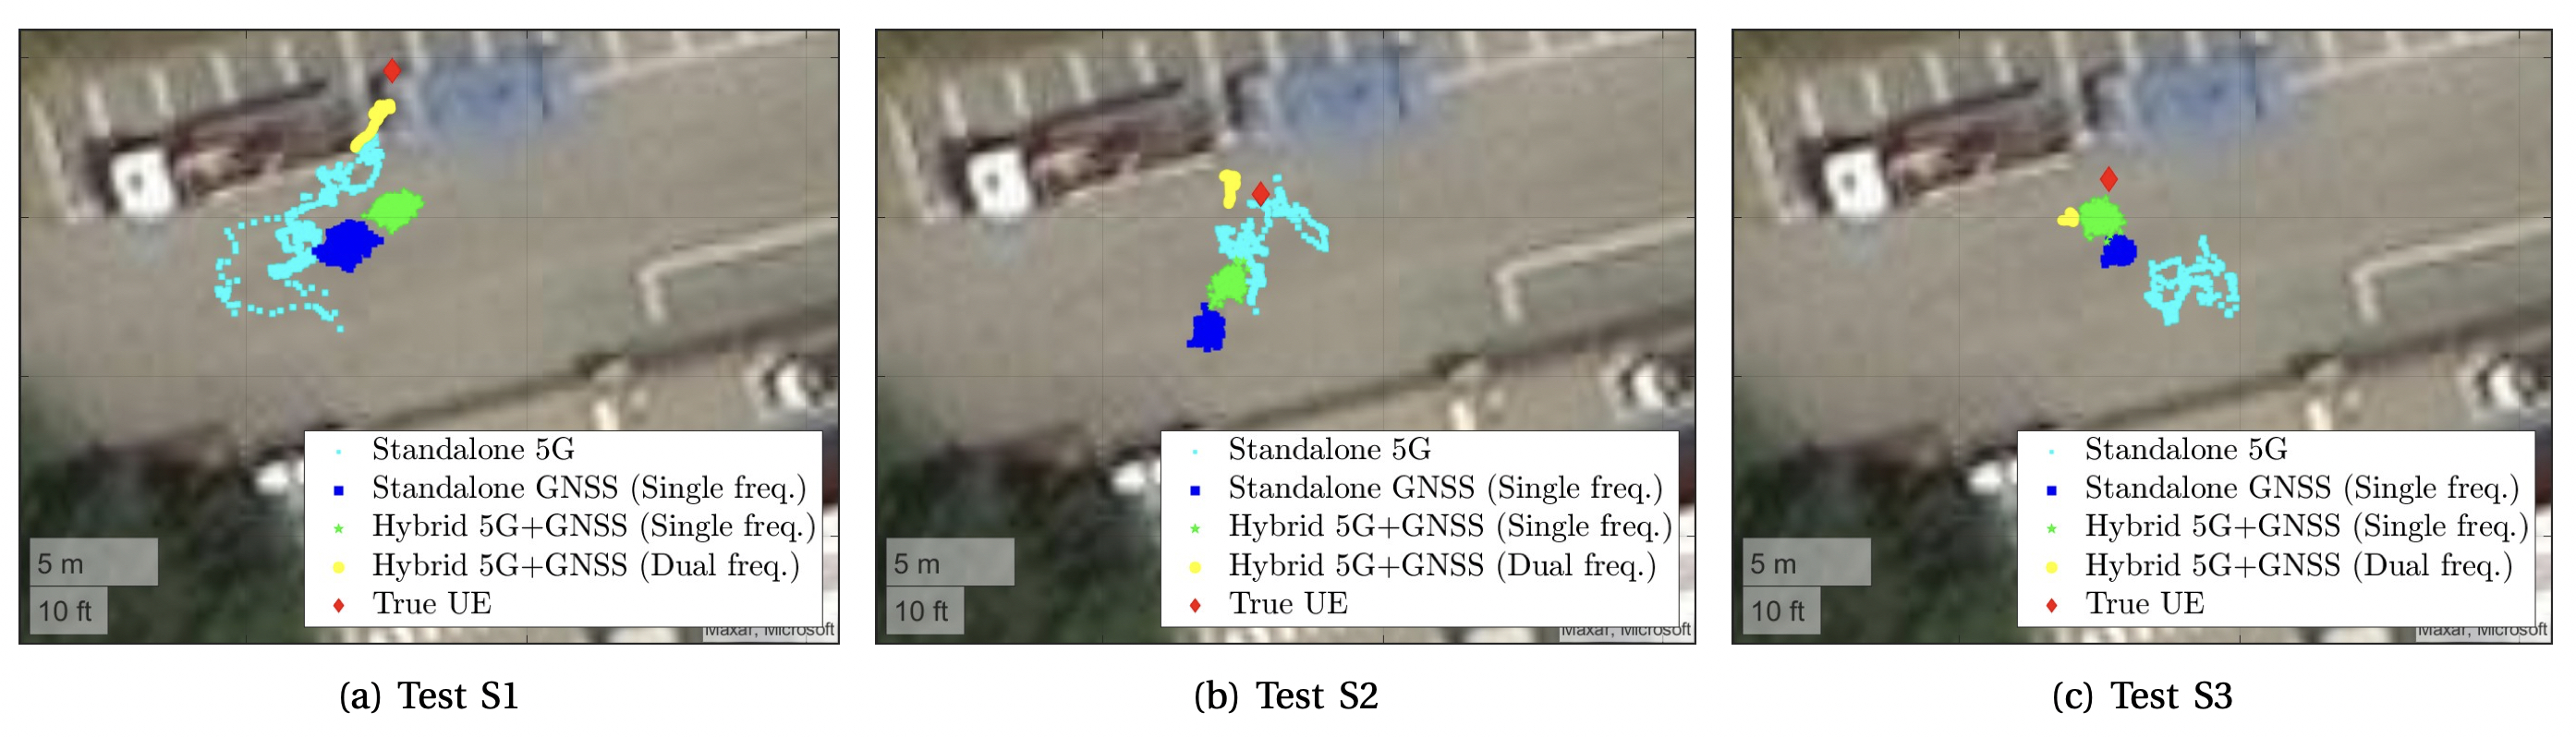 Standalone 5G
Standalone GNSS (Single freq.)
Hybrid 5G+GNSS (Single freq.)
Hybrid 5G+GNSS (Dual freq.)
True UE
5 m
10 ft
Maxar, Microsoft
(a) Test S1
Standalone 5G
Standalone GNSS (Single freq.)
Hybrid 5G+GNSS (Single freq.)
Hybrid 5G+GNSS (Dual freq.)
True UE
5 m
10 ft
Maxar, Microsoft
(b) Test S2
Standalone 5G
Standalone GNSS (Single freq.)
Hybrid 5G+GNSS (Single freq.)
Hybrid 5G+GNSS (Dual freq.)
True UE
5 m
10 ft
Maxar, Microsoft
(c) Test S3